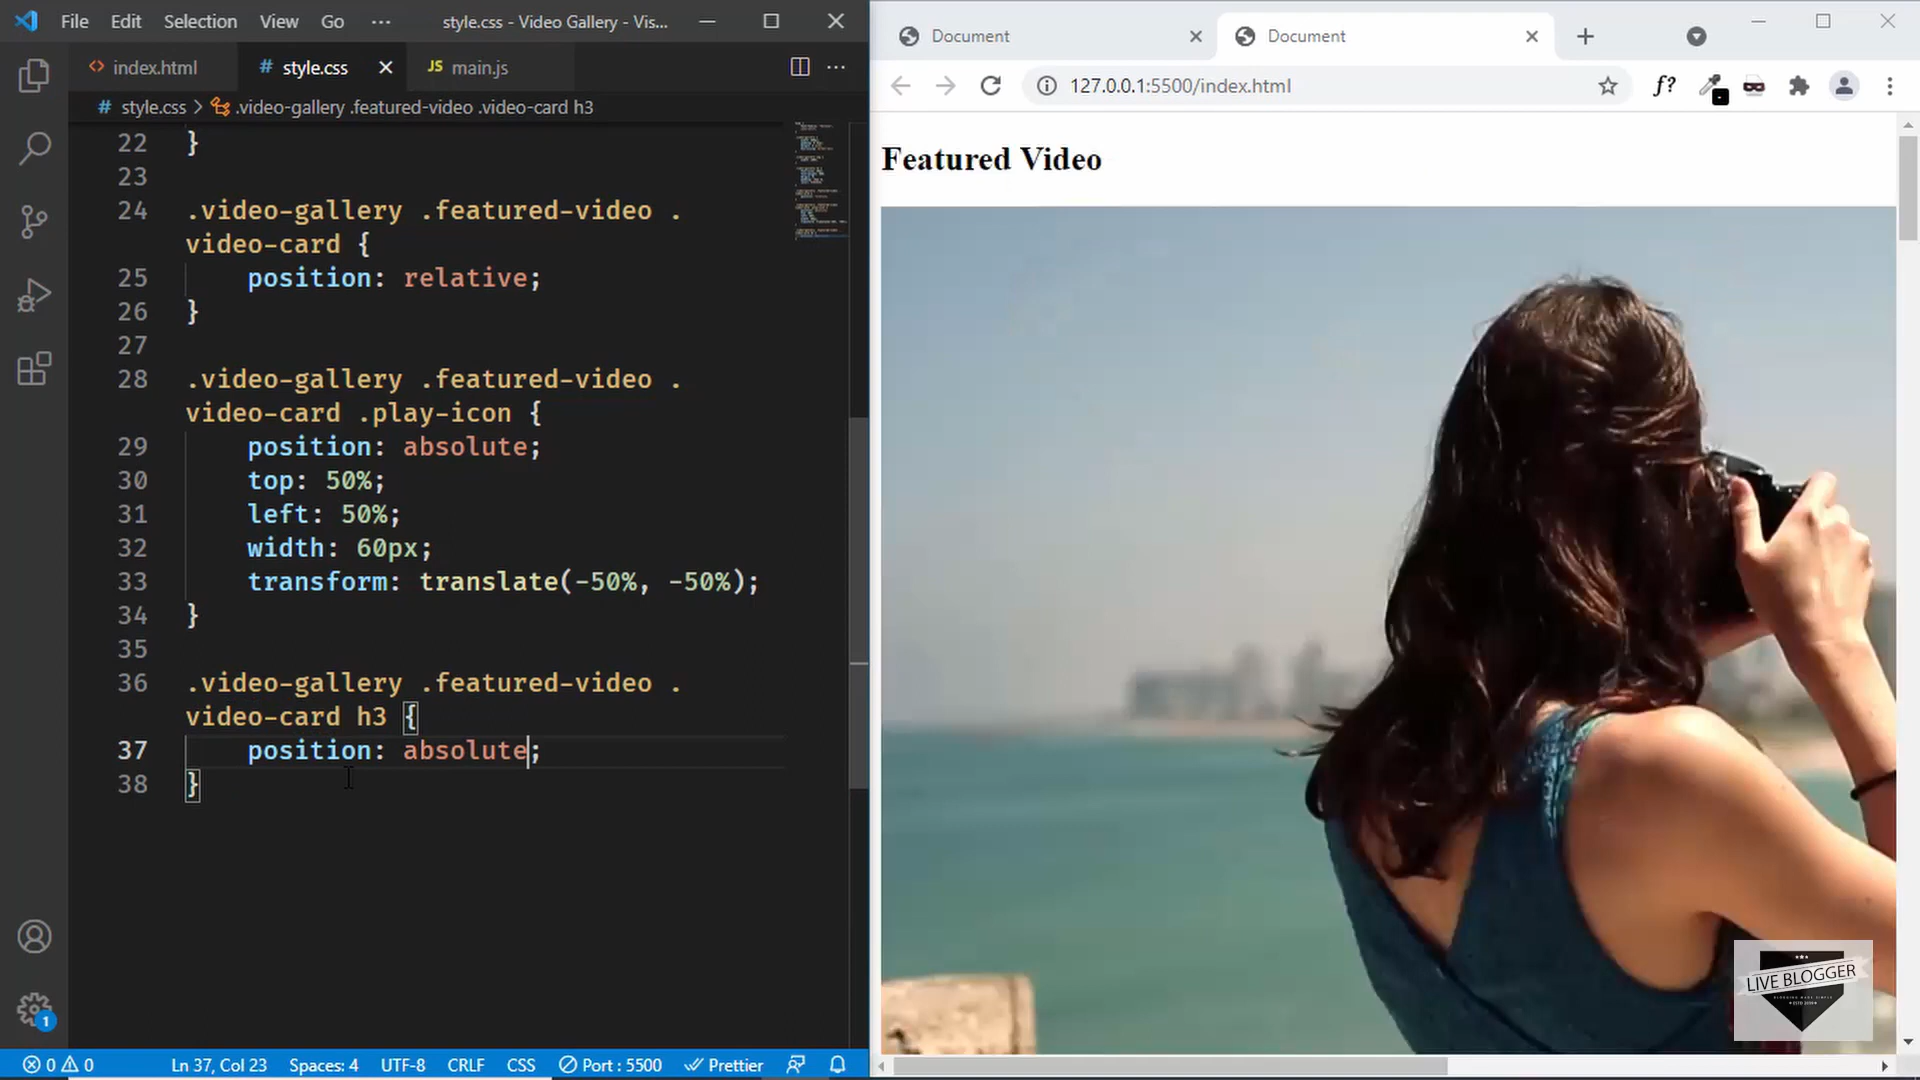 File Edit Selection View Go ··· style.css - Video Gallery - Vis...
index.html # style.css JS main.js
# style.css > .video-gallery .featured-video .video-card h3
22 }
23
24 .video-gallery .featured-video .
video-card {
25 position: relative;
26 }
27
28 .video-gallery .featured-video .
video-card .play-icon {
29 position: absolute;
30 top: 50%;
31 left: 50%;
32 width: 60px;
33 transform: translate(-50%, -50%);
34 }
35
36 .video-gallery .featured-video .
video-card h3 {
37 position: absolute;
38 }
1
0 0 Ln 37, Col 23 Spaces: 4 UTF-8 CRLF CSS Port : 5500 Prettier
Document Document
127.0.0.1:5500/index.html f?
Featured Video
LIVE BLOGGER